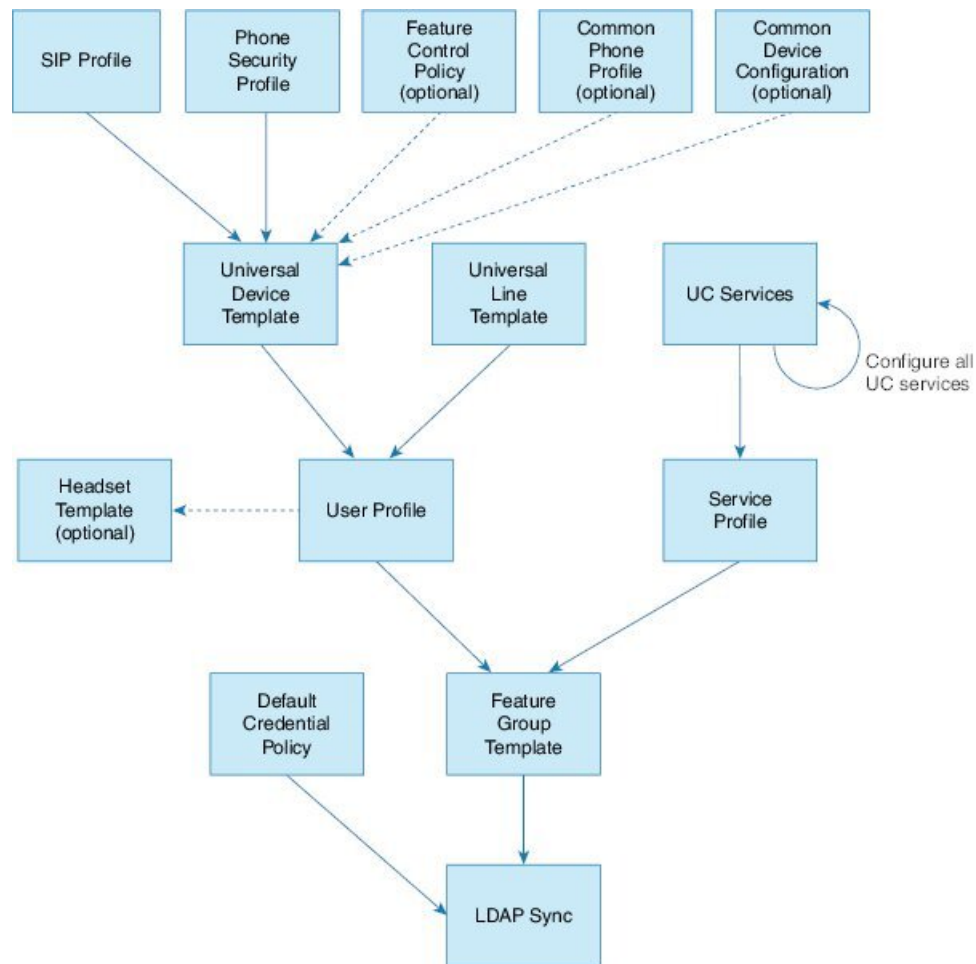 SIP Profile
Phone
Security
Profile
Feature
Control
Policy
(optional)
Common
Phone
Profile
(optional)
Common
Device
Configuration
(optional)
Universal
Device
Template
Universal
Line
Template
UC Services
Configure all
UC services
Headset
Template
(optional)
User Profile
Service
Profile
Default
Credential
Policy
Feature
Group
Template
LDAP Sync